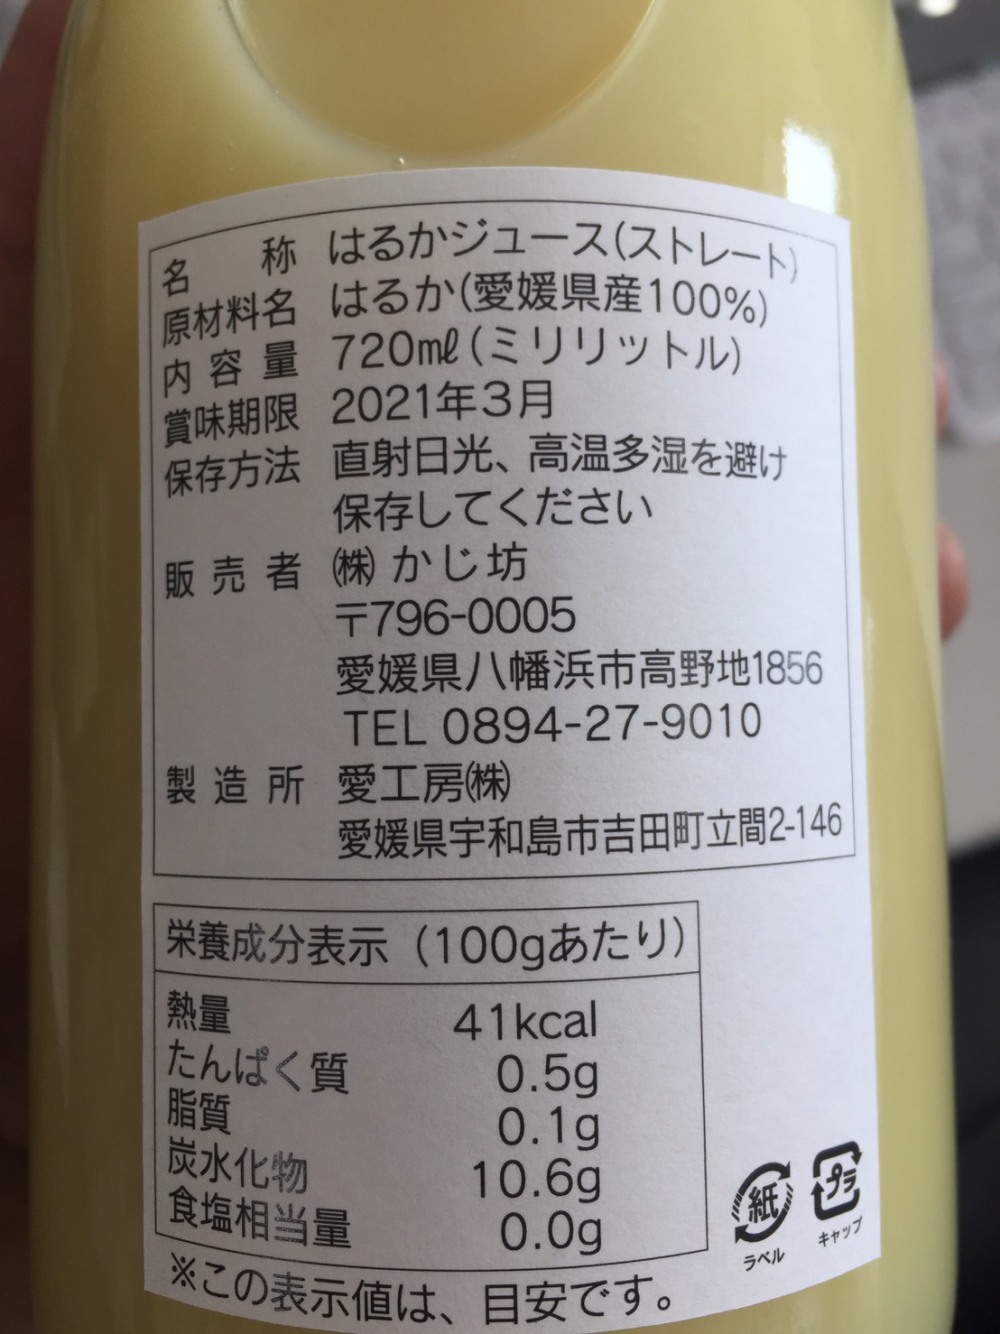 名称 はるかジュース(ストレート)
原材料名 はるか(愛媛県産100%)
内容量 720㎖(ミリリットル)
賞味期限 2021年3月
保存方法 直射日光、高温多湿を避け
保存してください
販売者 ㈱かじ坊
〒796-0005
愛媛県八幡浜市高野地1856
TEL 0894-27-9010
製造所 愛工房㈱
愛媛県宇和島市吉田町立間2-146
栄養成分表示(100gあたり)
熱量 41kcal
たんぱく質 0.5g
脂質 0.1g
炭水化物 10.6g
食塩相当量 0.0g
※この表示値は、目安です。
紙
ラベル
プラ
キャップ